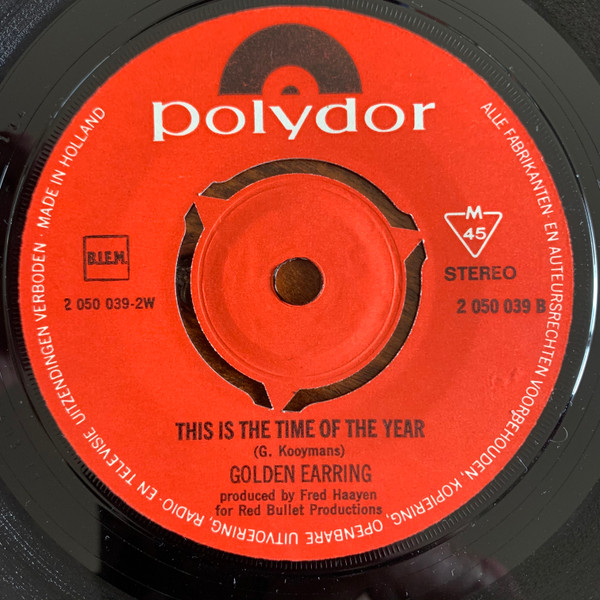 polydor
ALLE FABRIKANTEN- EN AUTEURSRECHTEN VOORBEHOUDEN, KOPIERING, OPENBARE UITVOERING, RADIO- EN TELEVISIE UITZENDINGEN VERBODEN · MADE IN HOLLAND
B.I.E.M.
2 050 039-2W
M
45
STEREO
2 050 039 B
THIS IS THE TIME OF THE YEAR
(G. Kooymans)
GOLDEN EARRING
produced by Fred Haayen
for Red Bullet Productions